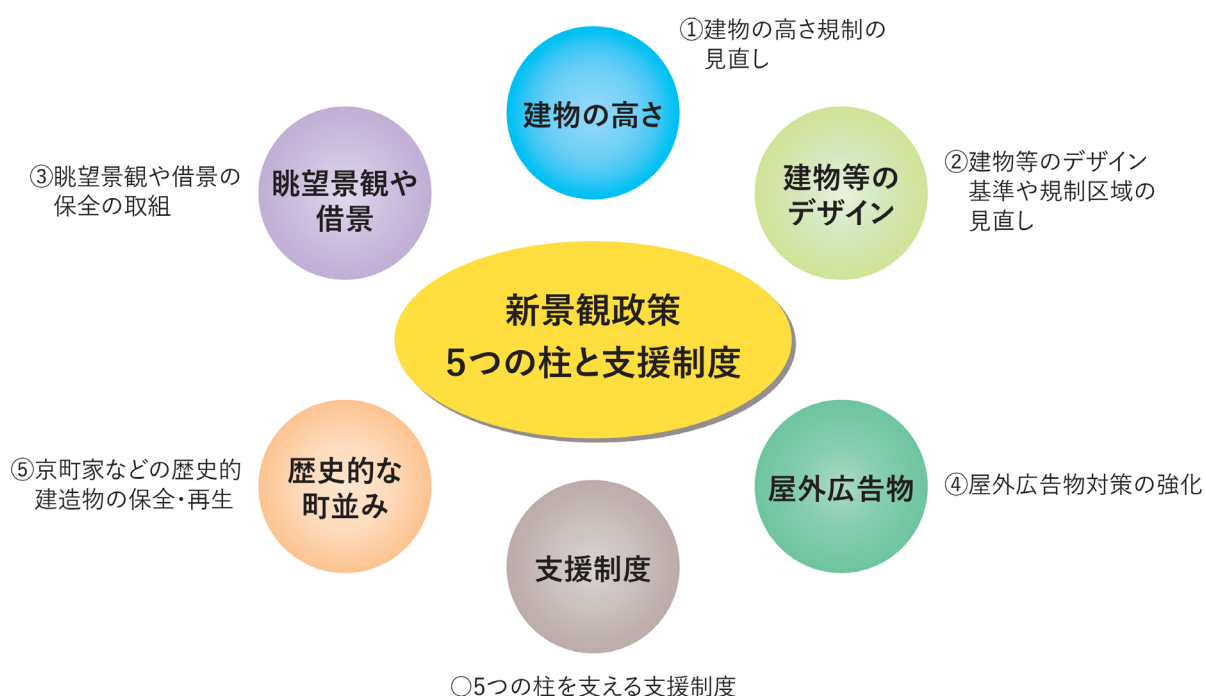 ①建物の高さ規制の
見直し
建物の高さ
③眺望景観や借景の
保全の取組
眺望景観や
借景
建物等の
デザイン
②建物等のデザイン
基準や規制区域の
見直し
新景観政策
5つの柱と支援制度
⑤京町家などの歴史的
建造物の保全・再生
歴史的な
町並み
屋外広告物
④屋外広告物対策の強化
支援制度
○5つの柱を支える支援制度